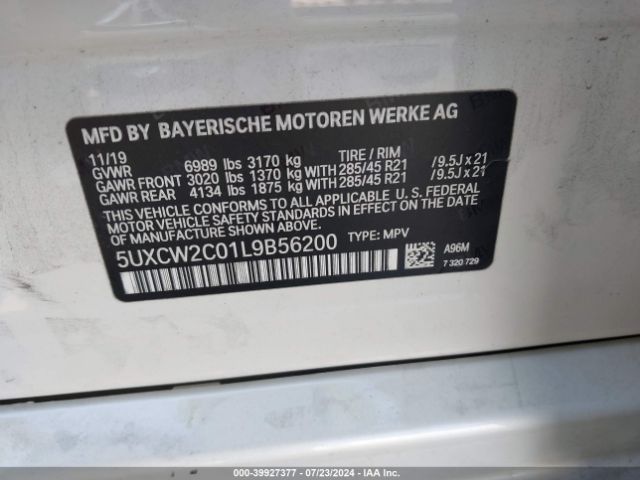 MFD BY BAYERISCHE MOTOREN WERKE AG
11/19
GVWR 6989 lbs 3170 kg TIRE / RIM
GAWR FRONT 3020 lbs 1370 kg WITH 285/45 R21 /9.5J x 21
GAWR REAR 4134 lbs 1875 kg WITH 285/45 R21 /9.5J x 21
THIS VEHICLE CONFORMS TO ALL APPLICABLE U. S. FEDERAL
MOTOR VEHICLE SAFETY STANDARDS IN EFFECT ON THE DATE
OF MANUFACTURE SHOWN ABOVE.
5UXCW2C01L9B56200 TYPE: MPV
A96M
7 320 729
000-39927377 - 07/23/2024 - IAA Inc.